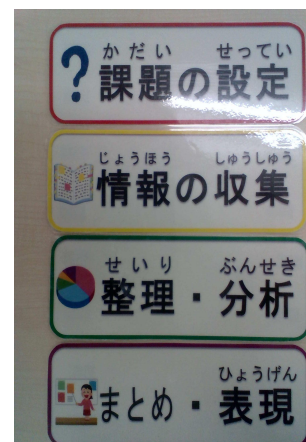 かだい せってい
?課題の設定
じょうほう しゅうしゅう
情報の収集
せいり ぶんせき
整理・分析
ひょうげん
まとめ・表現